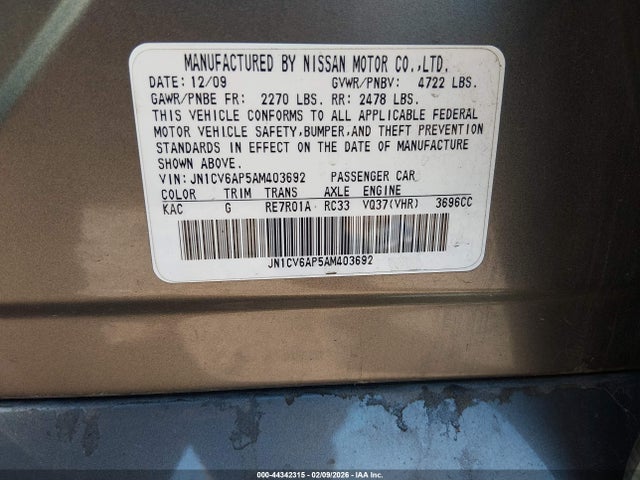 MANUFACTURED BY NISSAN MOTOR CO.,LTD.
DATE: 12/09 GVWR/PNBV: 4722 LBS.
GAWR/PNBE FR: 2270 LBS. RR: 2478 LBS.
THIS VEHICLE CONFORMS TO ALL APPLICABLE FEDERAL
MOTOR VEHICLE SAFETY,BUMPER,AND THEFT PREVENTION
STANDARDS IN EFFECT ON THE DATE OF MANUFACTURE
SHOWN ABOVE.
VIN: JN1CV6AP5AM403692 PASSENGER CAR
COLOR TRIM TRANS AXLE ENGINE
KAC G RE7R01A RC33 VQ37(VHR) 3696CC
JN1CV6AP5AM403692
000-44342315 - 02/09/2026 - IAA Inc.